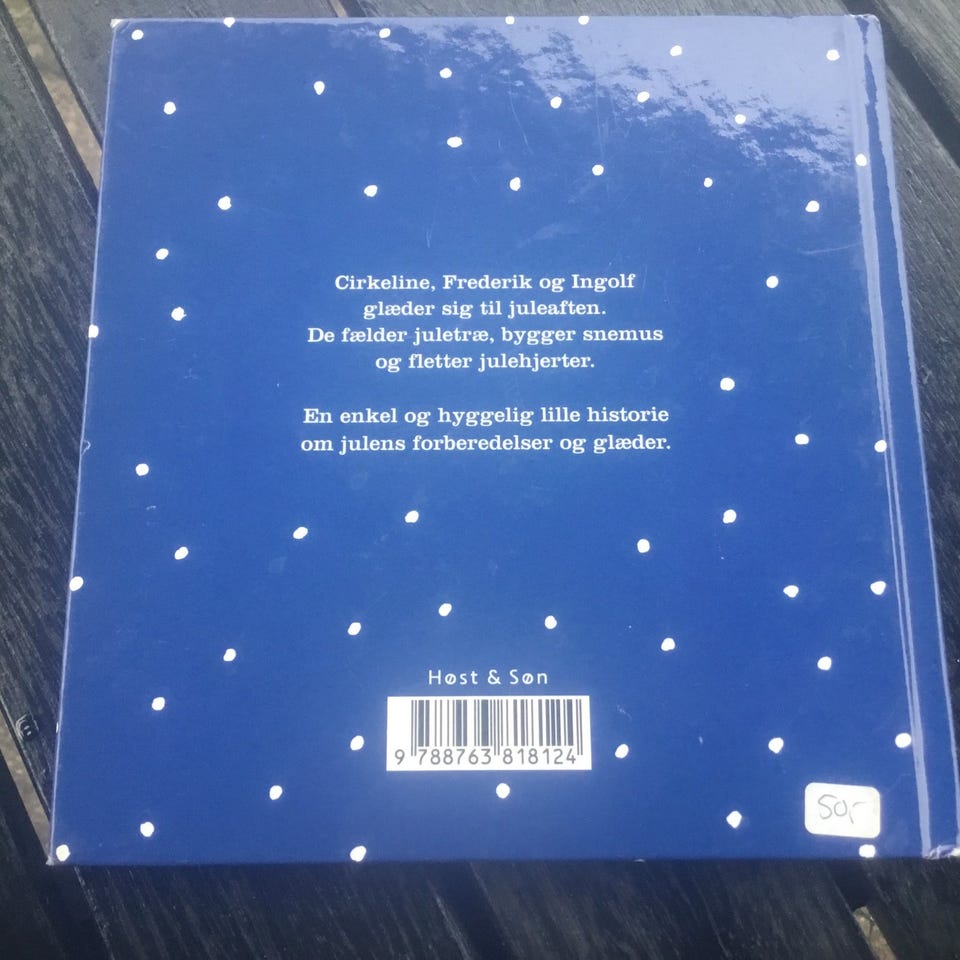 Cirkeline, Frederik og Ingolf
glæder sig til juleaften.
De fælder juletræ, bygger snemus
og fletter julehjerter.
En enkel og hyggelig lille historie
om julens forberedelser og glæder.
Høst & Søn
9 788763 818124
50,-